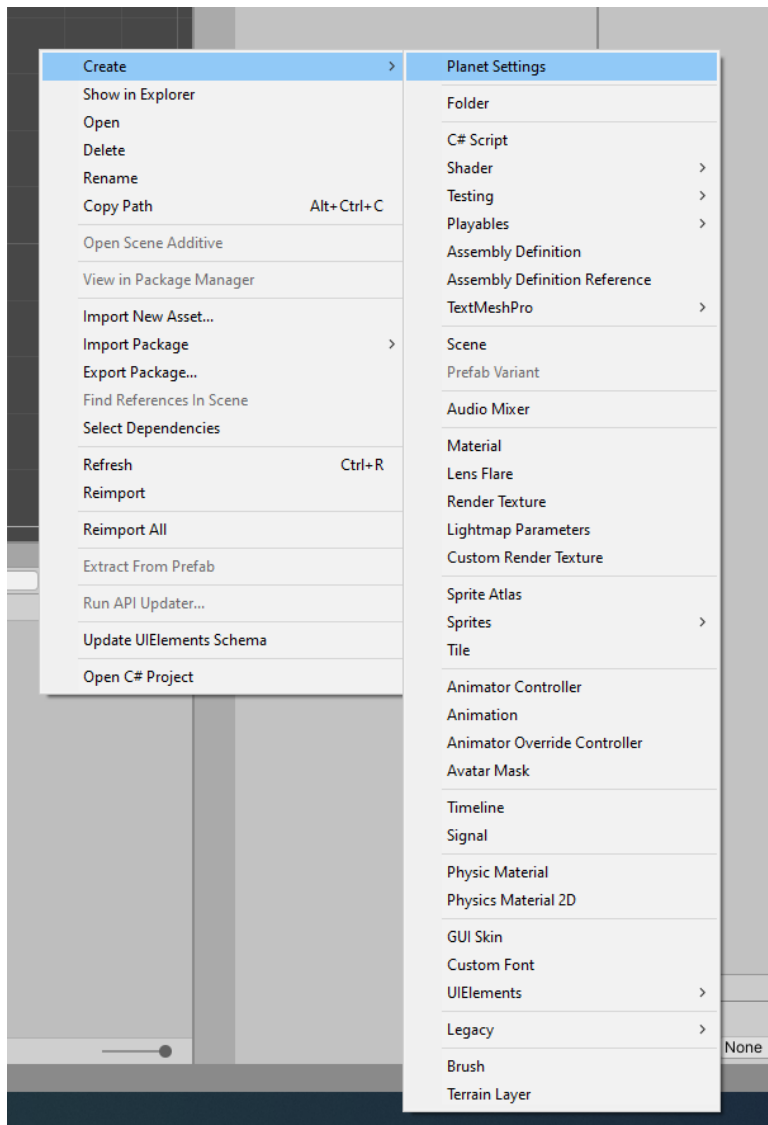 Create
Show in Explorer
Open
Delete
Rename
Copy Path Alt+Ctrl+C
Open Scene Additive
View in Package Manager
Import New Asset...
Import Package
Export Package...
Find References In Scene
Select Dependencies
Refresh Ctrl+R
Reimport
Reimport All
Extract From Prefab
Run API Updater...
Update UIElements Schema
Open C# Project
Planet Settings
Folder
C# Script
Shader
Testing
Playables
Assembly Definition
Assembly Definition Reference
TextMeshPro
Scene
Prefab Variant
Audio Mixer
Material
Lens Flare
Render Texture
Lightmap Parameters
Custom Render Texture
Sprite Atlas
Sprites
Tile
Animator Controller
Animation
Animator Override Controller
Avatar Mask
Timeline
Signal
Physic Material
Physics Material 2D
GUI Skin
Custom Font
UIElements
Legacy
Brush
Terrain Layer
None